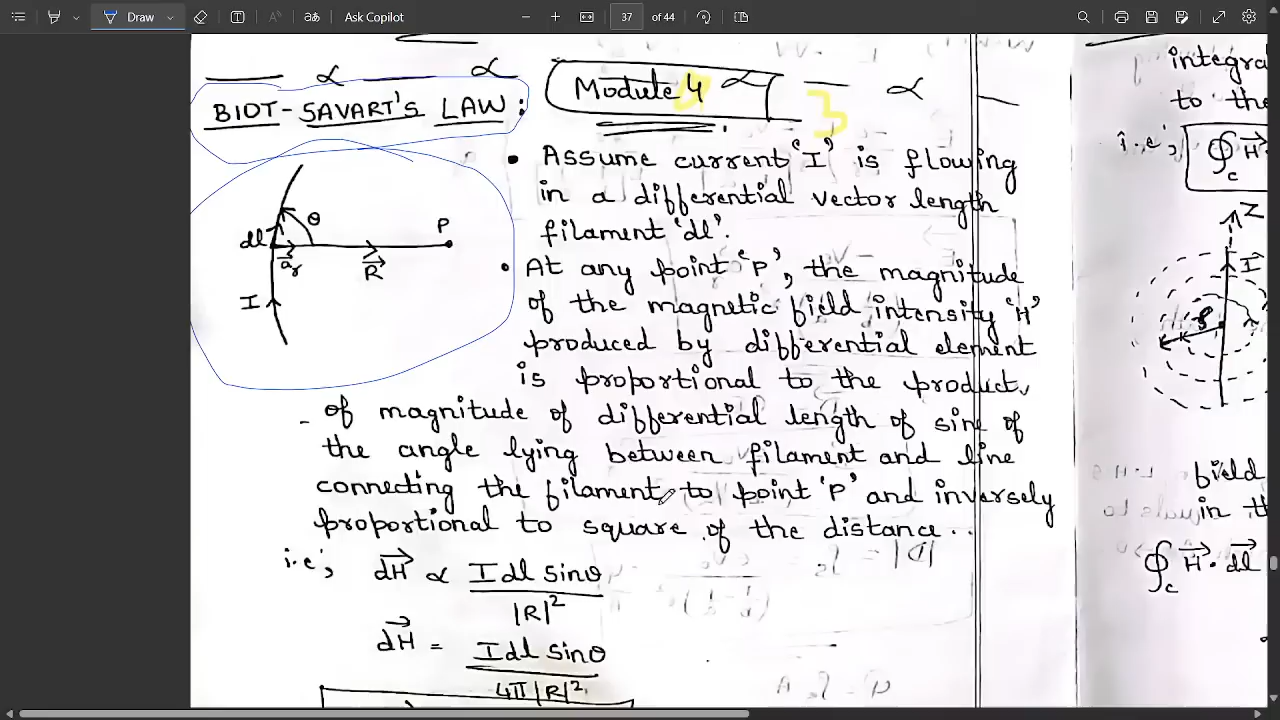 Draw
Ask Copilot
37 of 44
BIOT-SAVART'S LAW:
Module 4
3
• Assume current 'I' is flowing
in a differential vector length
filament 'dl'.
• At any point 'P', the magnitude
of the magnetic field intensity 'H'
produced by differential element
is proportional to the product
of magnitude of differential length of sine of
the angle lying between filament and line
connecting the filament to point 'P' and inversely
proportional to square of the distance..
i.e; dH ∝ I dl sinθ
|R|²
dH = I dl sinθ
4π|R|²
θ
P
dl
ar
R
I
integra
to the
i.e;
∮c H
Z
I
field
in th
∮c H. dl